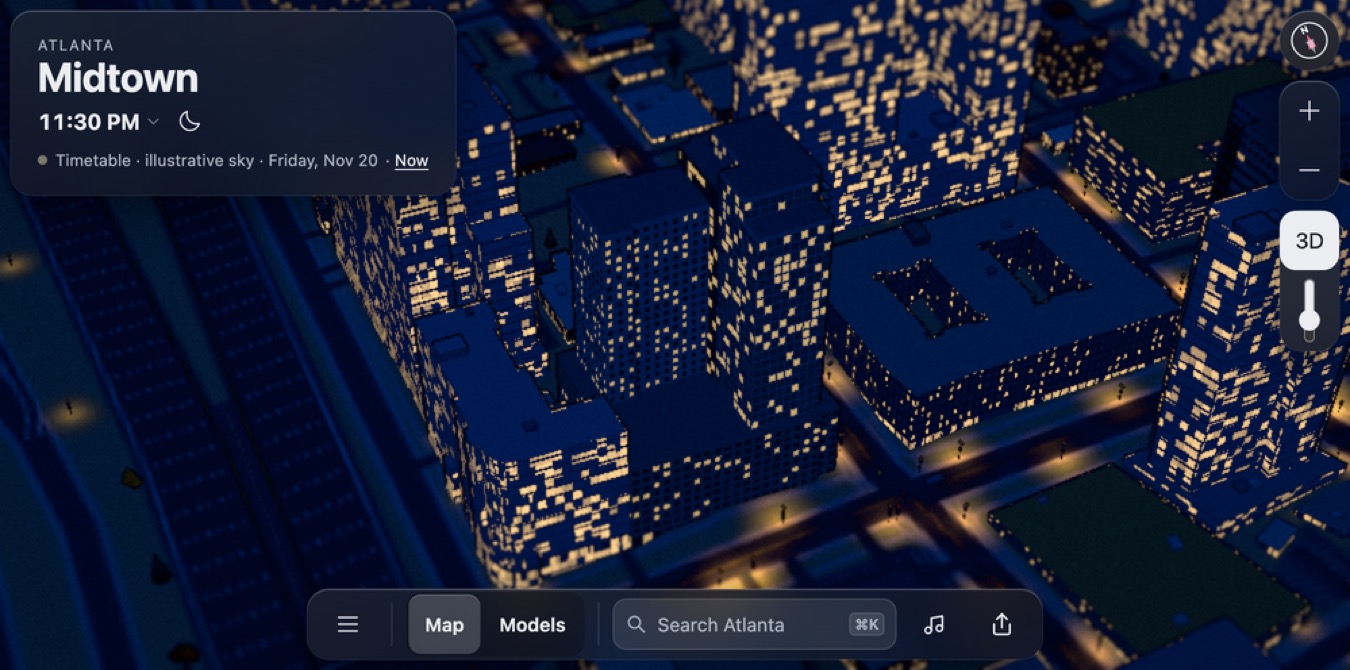 ATLANTA
Midtown
11:30 PM
Timetable · illustrative sky · Friday, Nov 20 · Now
N
3D
Map
Models
Search Atlanta
⌘K